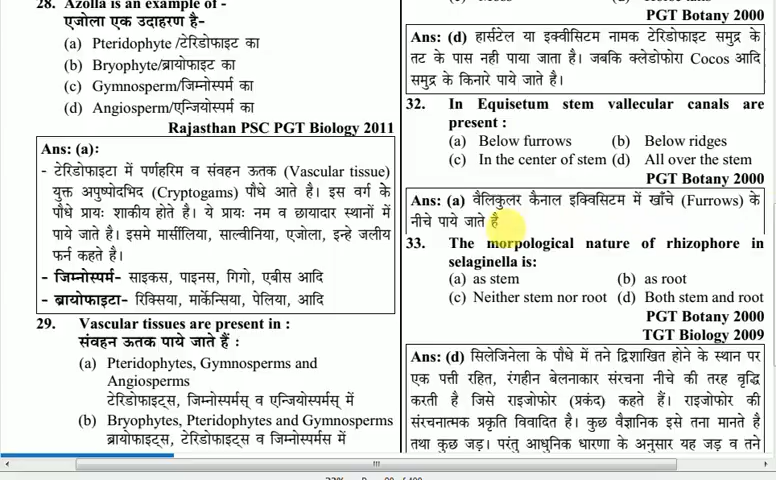 28. Azolla is an example of -
एजोला एक उदाहरण है-
(a) Pteridophyte /टेरिडोफाइट का
(b) Bryophyte/ब्रायोफाइट का
(c) Gymnosperm/जिम्नोस्पर्म का
(d) Angiosperm/एन्जियोस्पर्म का
Rajasthan PSC PGT Biology 2011
Ans: (a):
- टेरिडोफाइटा में पर्णहरिम व संवहन ऊतक (Vascular tissue)
युक्त अपुष्पोदभिद (Cryptogams) पौधे आते है। इस वर्ग के
पौधे प्रायः शाकीय होते है। ये प्रायः नम व छायादार स्थानों में
पाये जाते है। इसमे मार्सीलिया, साल्वीनिया, एजोला, इन्हे जलीय
फर्न कहते है।
- जिम्नोस्पर्म- साइकस, पाइनस, गिगो, एबीस आदि
- ब्रायोफाइटा- रिक्सिया, मार्केन्सिया, पेलिया, आदि
29. Vascular tissues are present in :
संवहन ऊतक पाये जाते हैं :
(a) Pteridophytes, Gymnosperms and
Angiosperms
टेरिडोफाइट्स, जिम्नोस्पर्मस् व एन्जियोस्पर्मस् में
(b) Bryophytes, Pteridophytes and Gymnosperms
ब्रायोफाइट्स, टेरिडोफाइट्स व जिम्नोस्पर्मस में
PGT Botany 2000
Ans: (d) हार्सटेल या इक्वीसिटम नामक टेरिडोफाइट समुद्र के
तट के पास नही पाया जाता है। जबकि क्लेडोफोरा Cocos आदि
समुद्र के किनारे पाये जाते है।
32. In Equisetum stem vallecular canals are
present :
(a) Below furrows (b) Below ridges
(c) In the center of stem (d) All over the stem
PGT Botany 2000
Ans: (a) वैलिकुलर कैनाल इक्विसिटम में खाँचे (Furrows) के
नीचे पाये जाते है
33. The morpological nature of rhizophore in
selaginella is:
(a) as stem (b) as root
(c) Neither stem nor root (d) Both stem and root
PGT Botany 2000
TGT Biology 2009
Ans: (d) सिलेजिनेला के पौधे में तने द्विशाखित होने के स्थान पर
एक पत्ती रहित, रंगहीन बेलनाकार संरचना नीचे की तरह वृद्धि
करती है जिसे राइजोफोर (प्रकंद) कहते हैं। राइजोफोर की
संरचनात्मक प्रकृति विवादित है। कुछ वैज्ञानिक इसे तना मानते है
तथा कुछ जड़। परंतु आधुनिक धारणा के अनुसार यह जड़ व तने